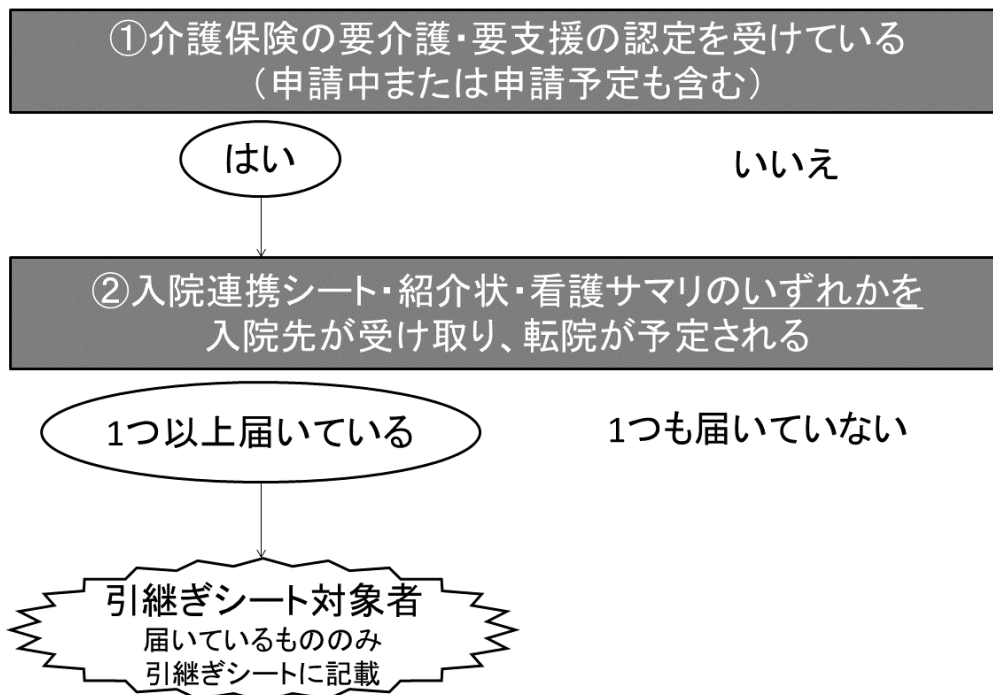 ①介護保険の要介護・要支援の認定を受けている
（申請中または申請予定も含む）
はい
いいえ
②入院連携シート・紹介状・看護サマリのいずれかを
入院先が受け取り、転院が予定される
1つ以上届いている
1つも届いていない
引継ぎシート対象者
届いているもののみ
引継ぎシートに記載